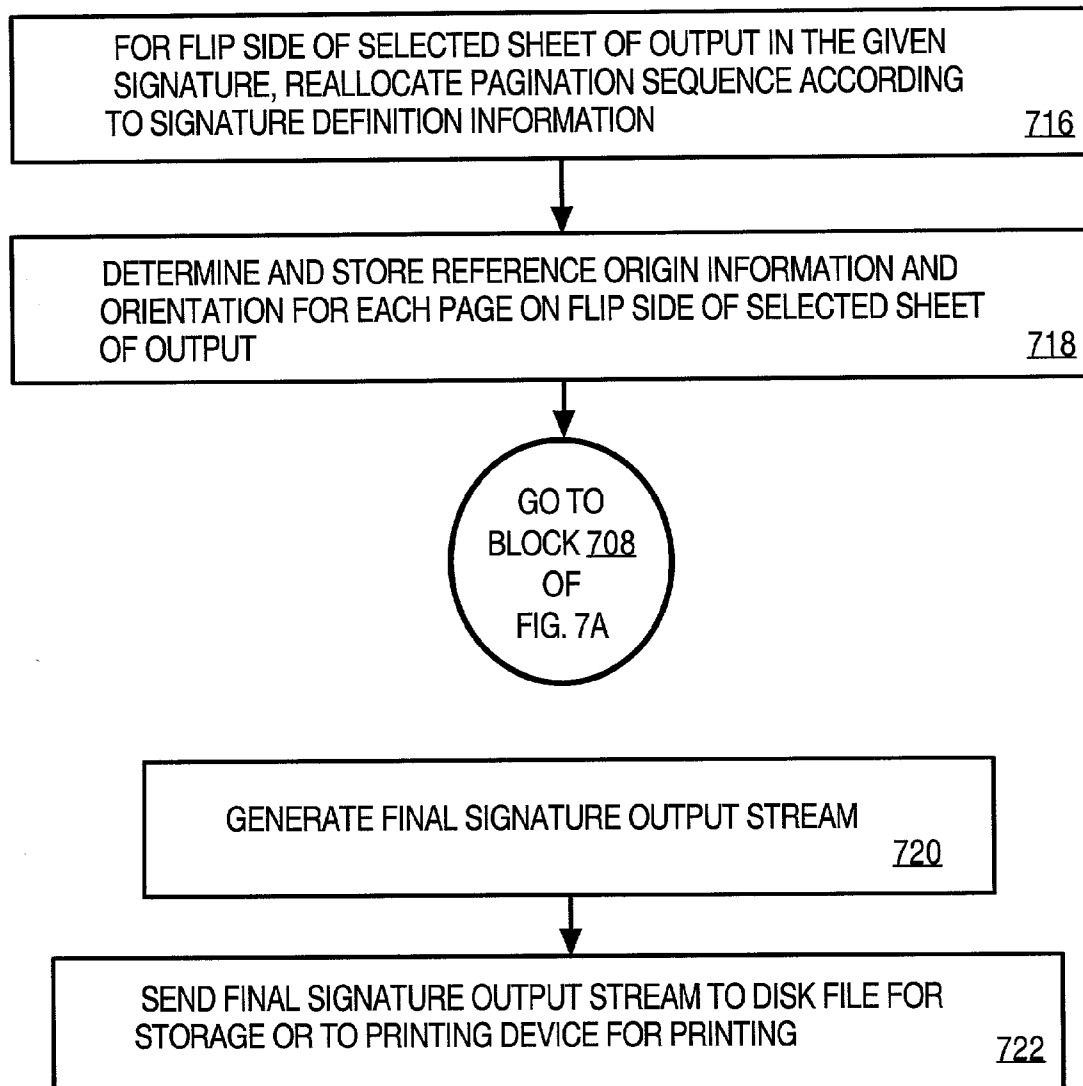 FOR FLIP SIDE OF SELECTED SHEET OF OUTPUT IN THE GIVEN
SIGNATURE, REALLOCATE PAGINATION SEQUENCE ACCORDING
TO SIGNATURE DEFINITION INFORMATION
716
DETERMINE AND STORE REFERENCE ORIGIN INFORMATION AND
ORIENTATION FOR EACH PAGE ON FLIP SIDE OF SELECTED SHEET
OF OUTPUT
718
GO TO
BLOCK 708
OF
FIG. 7A
GENERATE FINAL SIGNATURE OUTPUT STREAM
720
SEND FINAL SIGNATURE OUTPUT STREAM TO DISK FILE FOR
STORAGE OR TO PRINTING DEVICE FOR PRINTING
722